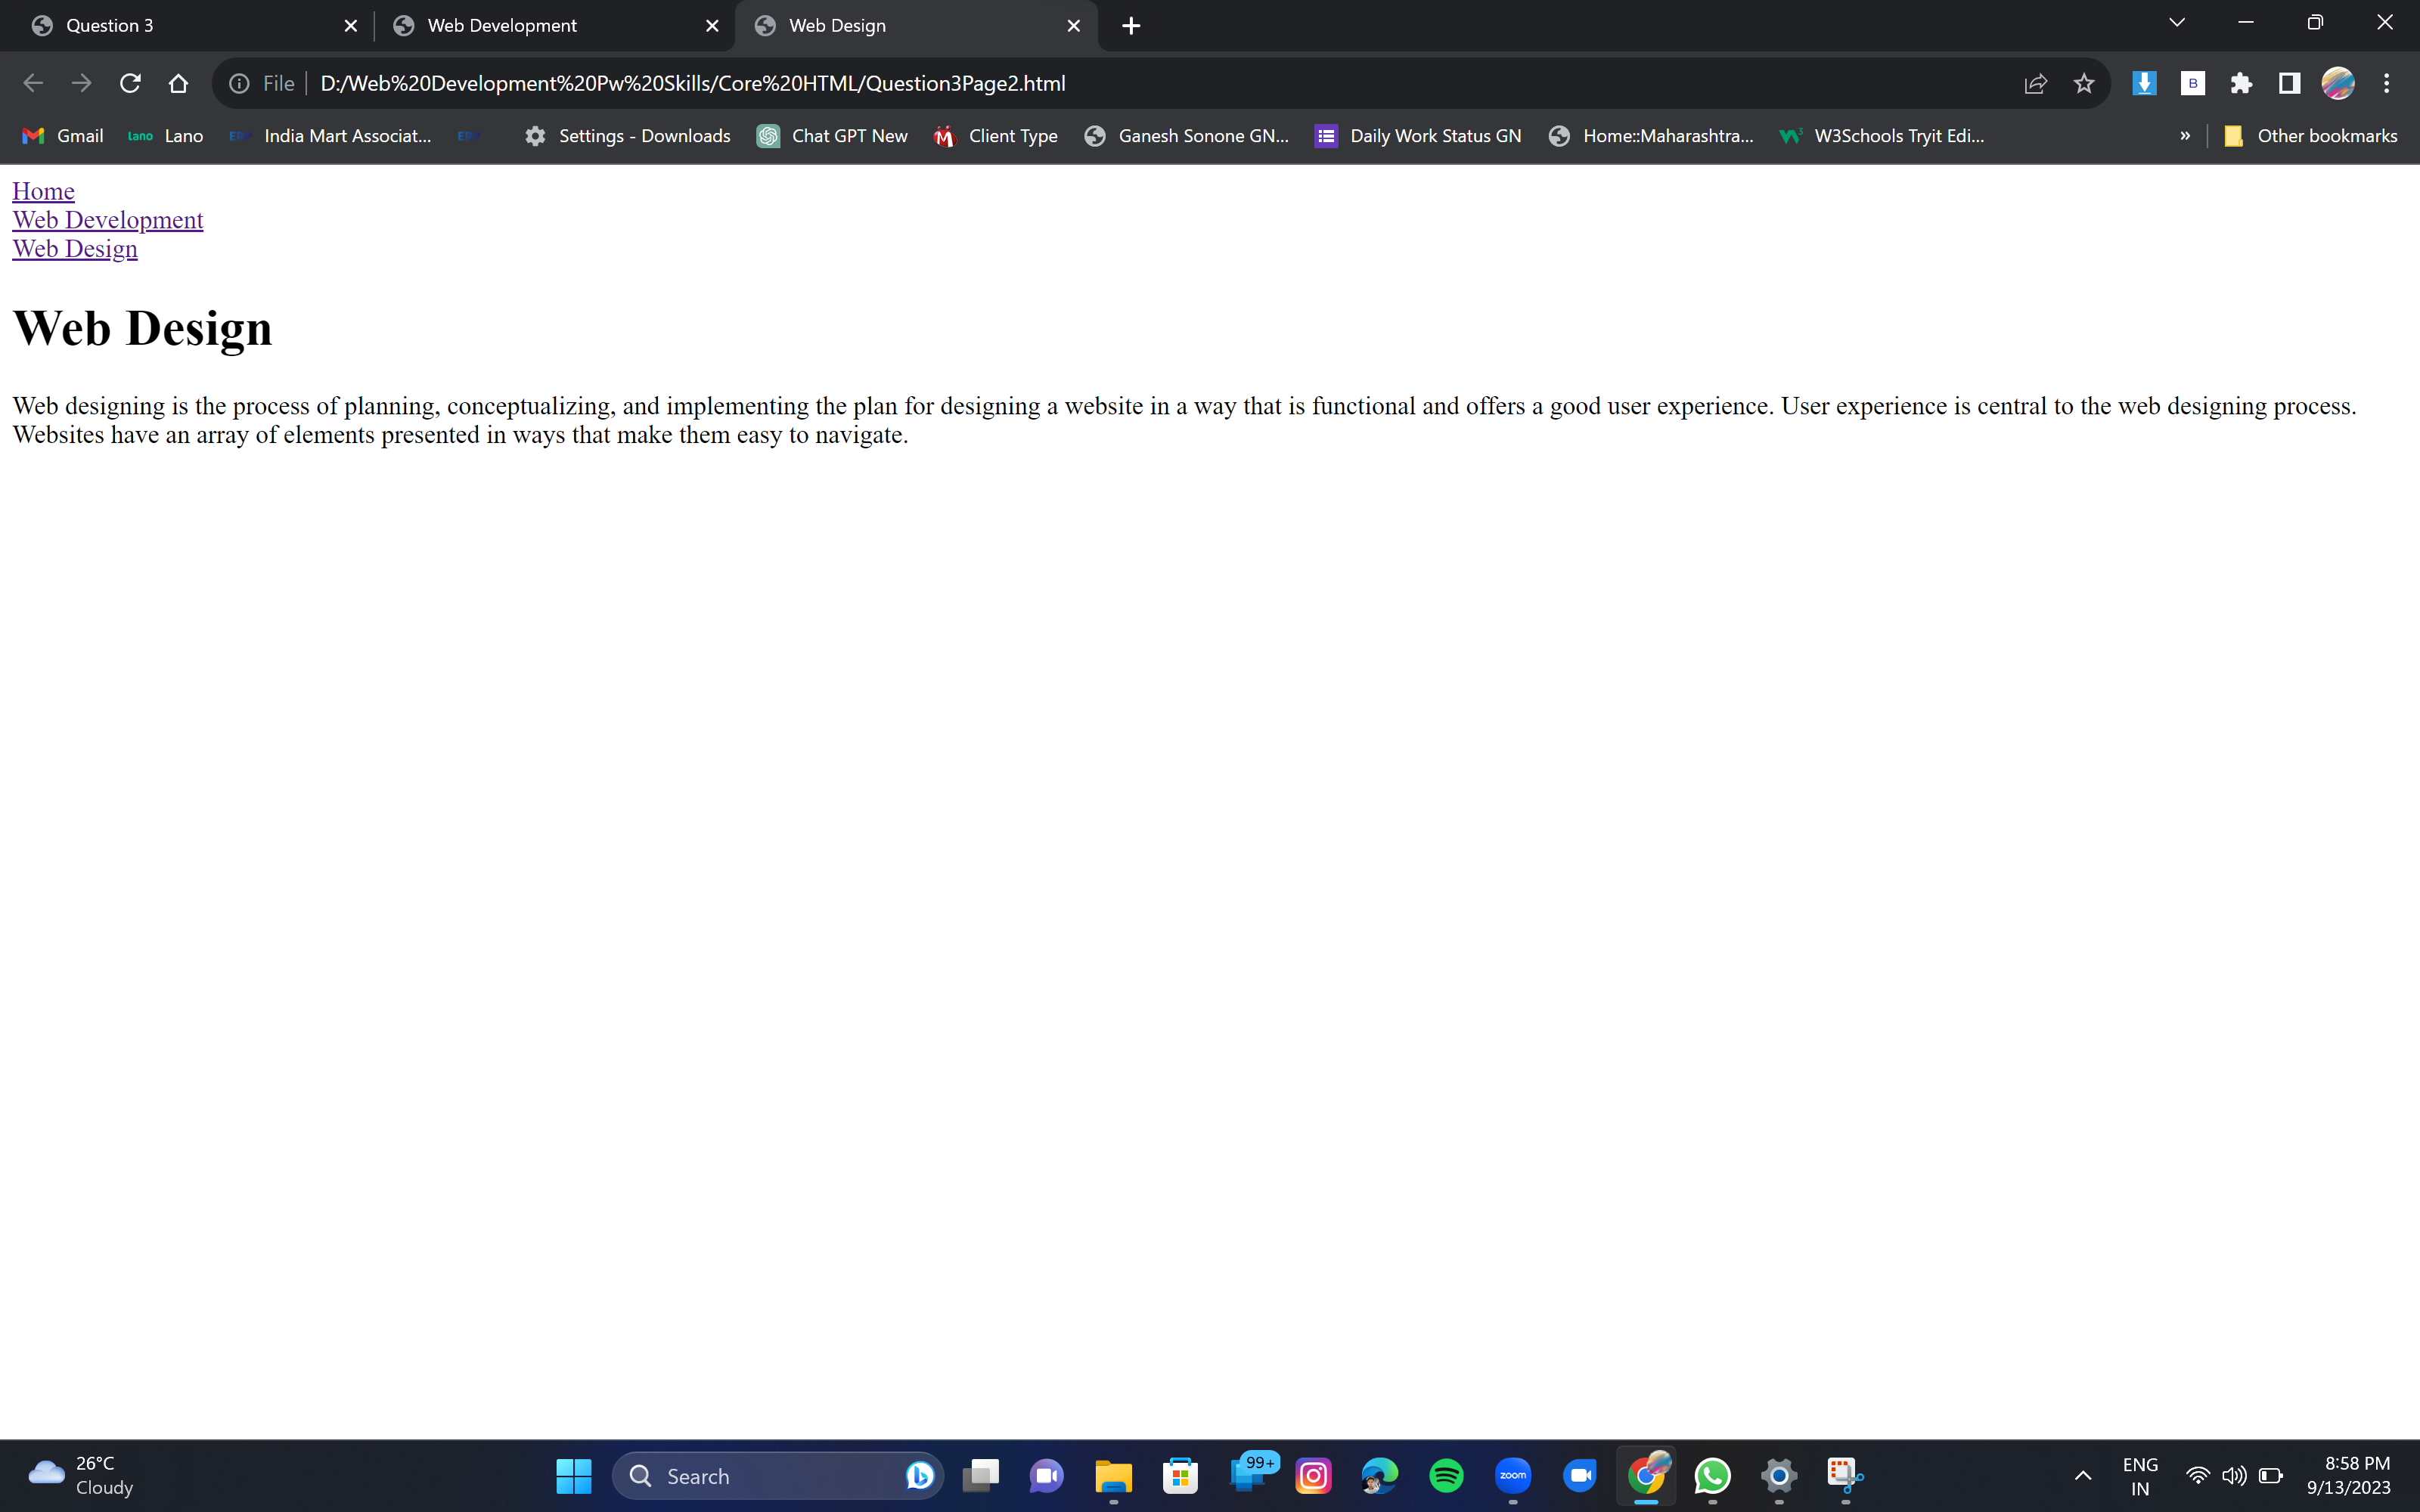 Question 3
Web Development
Web Design
File
D:/Web%20Development%20Pw%20Skills/Core%20HTML/Question3Page2.html
B
Gmail
lano Lano
India Mart Associat...
Settings - Downloads
Chat GPT New
Client Type
Ganesh Sonone GN...
Daily Work Status GN
Home::Maharashtra...
W3Schools Tryit Edi...
»
Other bookmarks
Home
Web Development
Web Design
Web Design
Web designing is the process of planning, conceptualizing, and implementing the plan for designing a website in a way that is functional and offers a good user experience. User experience is central to the web designing process.
Websites have an array of elements presented in ways that make them easy to navigate.
26°C
Cloudy
Search
99+
zoom
ENG
IN
8:58 PM
9/13/2023